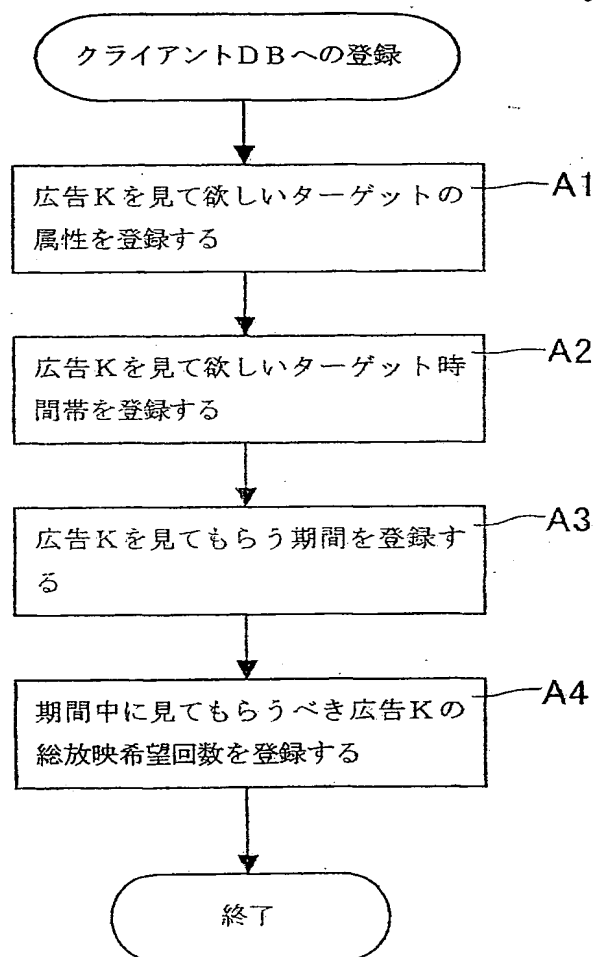 クライアントDBへの登録
広告Kを見て欲しいターゲットの
属性を登録する
A1
広告Kを見て欲しいターゲット時
間帯を登録する
A2
広告Kを見てもらう期間を登録す
る
A3
期間中に見てもらうべき広告Kの
総放映希望回数を登録する
A4
終了